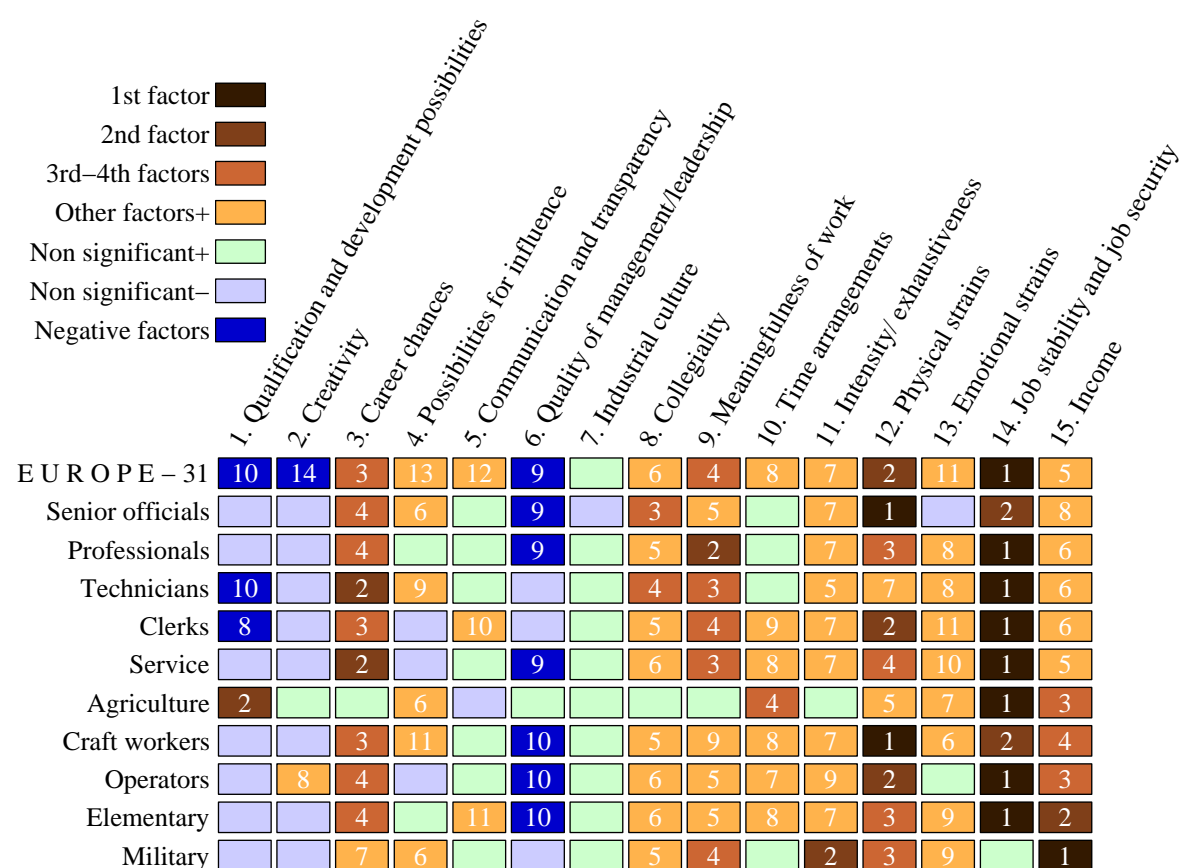 1st factor
2nd factor
3rd−4th factors
Other factors+
Non significant+
Non significant−
Negative factors
1. Qualification and development possibilities
2. Creativity
3. Career chances
4. Possibilities for influence
5. Communication and transparency
6. Quality of management/leadership
7. Industrial culture
8. Collegiality
9. Meaningfulness of work
10. Time arrangements
11. Intensity/ exhaustiveness
12. Physical strains
13. Emotional strains
14. Job stability and job security
15. Income
E U R O P E − 31 10 14 3 13 12 9 6 4 8 7 2 11 1 5
Senior officials 4 6 9 3 5 7 1 2 8
Professionals 4 9 5 2 7 3 8 1 6
Technicians 10 2 9 4 3 5 7 8 1 6
Clerks 8 3 10 5 4 9 7 2 11 1 6
Service 2 9 6 3 8 7 4 10 1 5
Agriculture 2 6 4 5 7 1 3
Craft workers 3 11 10 5 9 8 7 1 6 2 4
Operators 8 4 10 6 5 7 9 2 1 3
Elementary 4 11 10 6 5 8 7 3 9 1 2
Military 7 6 5 4 2 3 9 1